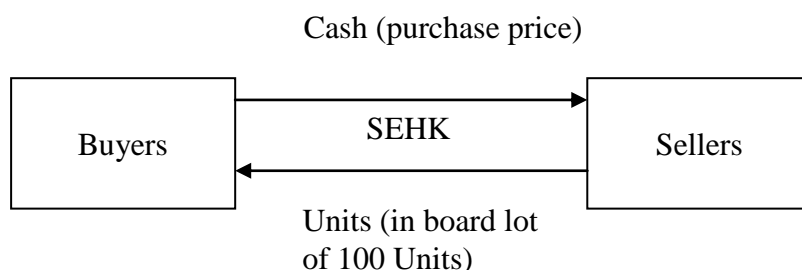 Cash (purchase price)
Buyers
SEHK
Sellers
Units (in board lot
of 100 Units)